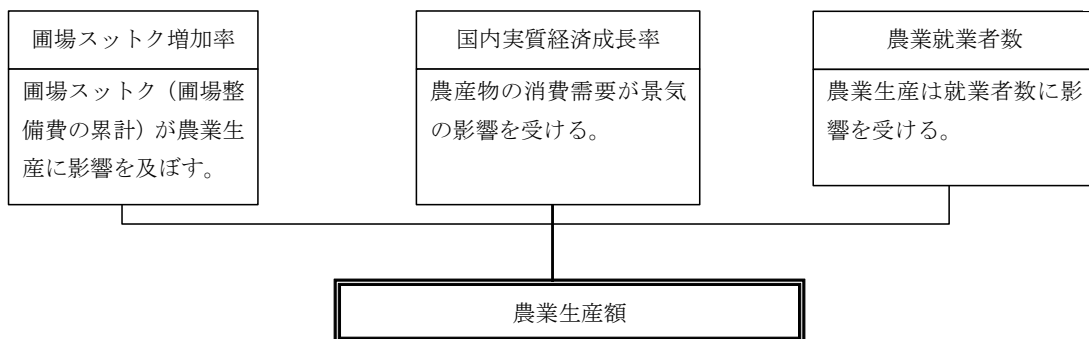 圃場スットク増加率
圃場スットク（圃場整
備費の累計）が農業生
産に影響を及ぼす。
国内実質経済成長率
農産物の消費需要が景気
の影響を受ける。
農業就業者数
農業生産は就業者数に影
響を受ける。
農業生産額